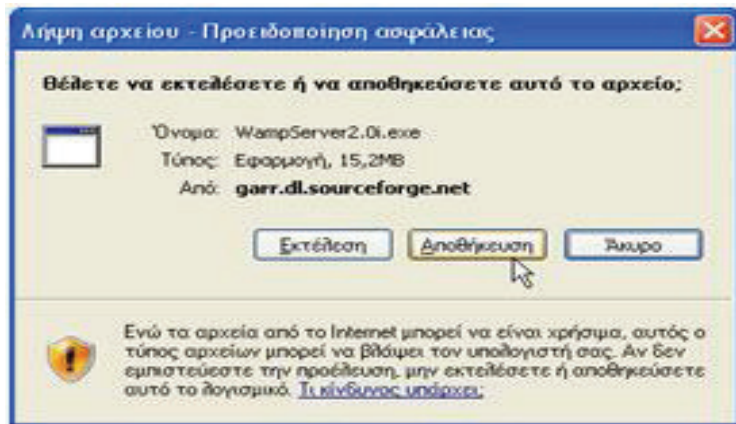 Λήψη αρχείου - Προειδοποίηση ασφάλειας
Θέλετε να εκτελέσετε ή να αποθηκεύσετε αυτό το αρχείο;
Όνομα: WampServer2.0i.exe
Τύπος: Εφαρμογή, 15,2MB
Από: garr.dl.sourceforge.net
Εκτέλεση Αποθήκευση Άκυρο
Ενώ τα αρχεία από το Internet μπορεί να είναι χρήσιμα, αυτός ο
τύπος αρχείων μπορεί να βλάψει τον υπολογιστή σας. Αν δεν
εμπιστεύεστε την προέλευση, μην εκτελέσετε ή αποθηκεύσετε
αυτό το λογισμικό. Τι κίνδυνος υπάρχει;